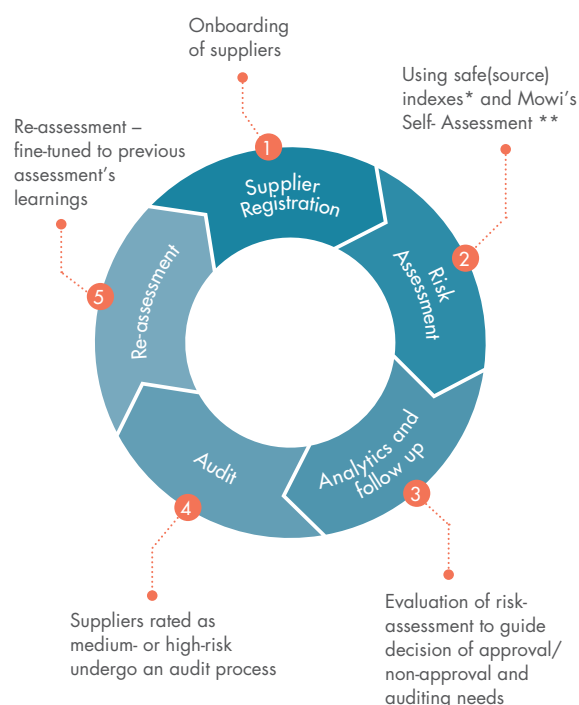 Onboarding
of suppliers
1
Supplier
Registration
Using safe(source)
indexes* and Mowi's
Self- Assessment **
2
Risk
Assessment
Analytics and
follow up
3
Evaluation of risk-
assessment to guide
decision of approval/
non-approval and
auditing needs
Audit
4
Suppliers rated as
medium- or high-risk
undergo an audit process
Re-assessment –
fine-tuned to previous
assessment's
learnings
5
Re-assessment